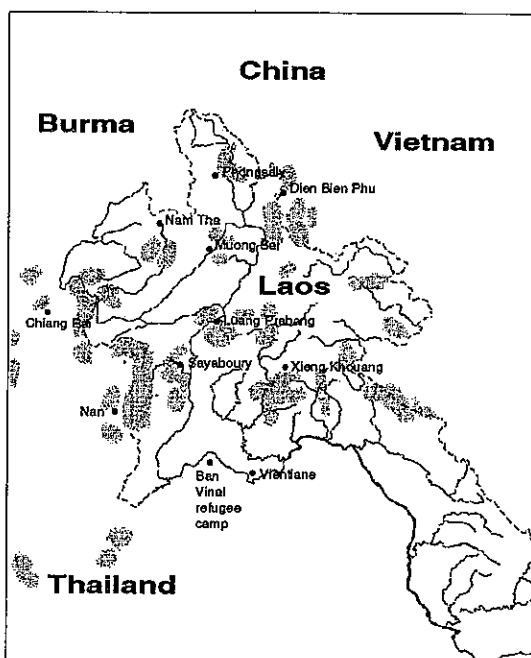 China
Burma
Vietnam
Phongsaly
Dien Bien Phu
Nam Tha
Muong Sai
Laos
Chiang Rai
Luang Prabang
Sayaboury
Xieng Khouang
Nan
Ban
Vinai
refugee
camp
Vientiane
Thailand